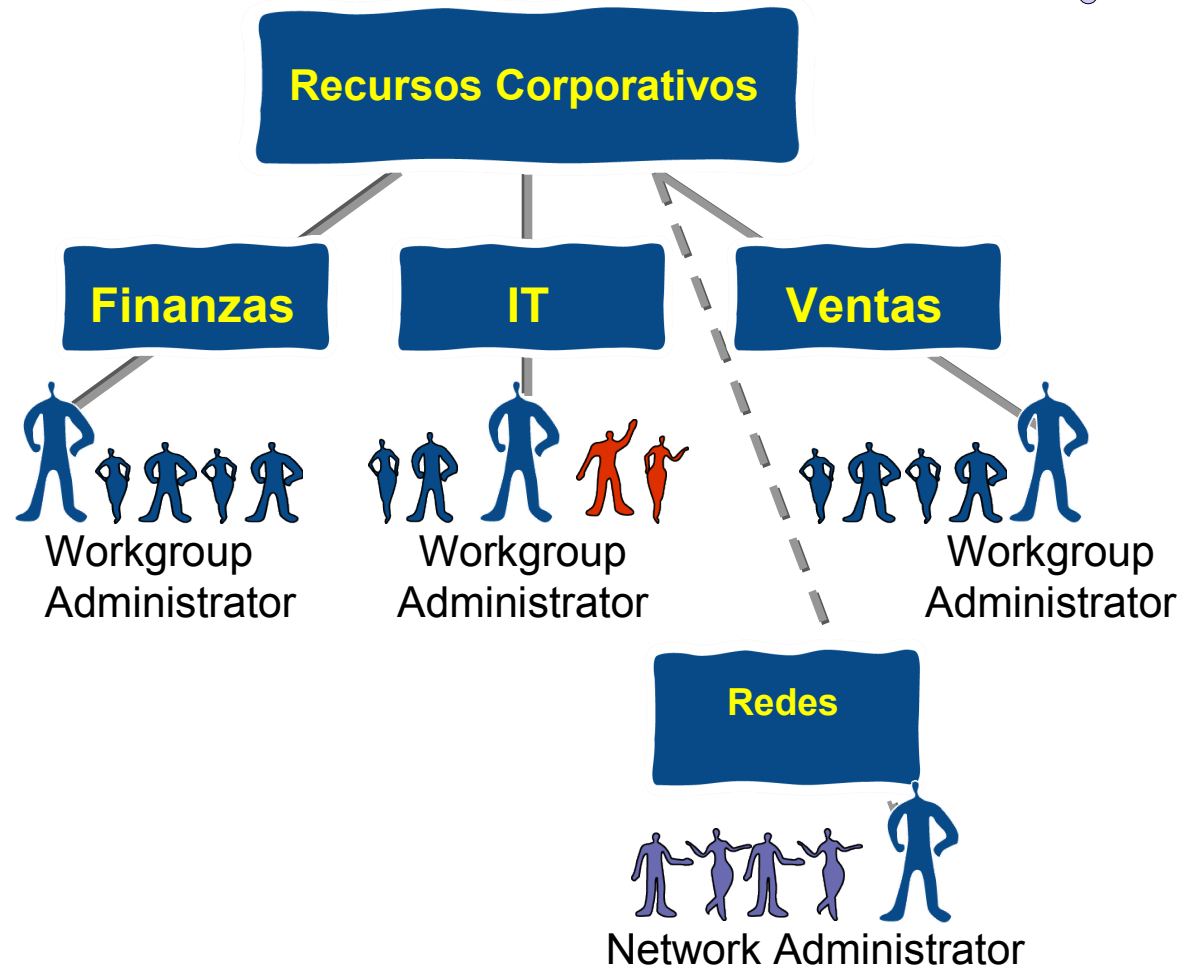 Recursos Corporativos
Finanzas
IT
Ventas
Workgroup
Administrator
Workgroup
Administrator
Workgroup
Administrator
Redes
Network Administrator